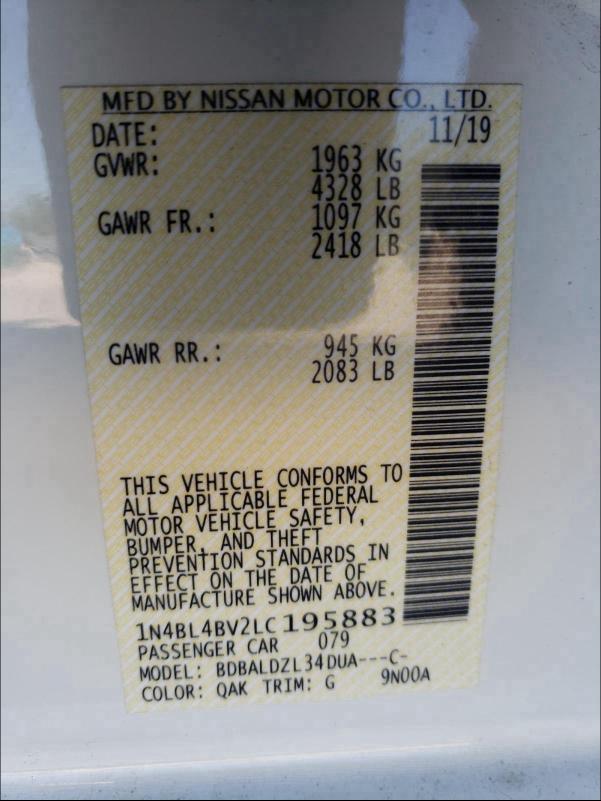 MFD BY NISSAN MOTOR CO., LTD.
DATE: 11/19
GVWR: 1963 KG
4328 LB
GAWR FR.: 1097 KG
2418 LB
GAWR RR.: 945 KG
2083 LB
THIS VEHICLE CONFORMS TO
ALL APPLICABLE FEDERAL
MOTOR VEHICLE SAFETY,
BUMPER, AND THEFT
PREVENTION STANDARDS IN
EFFECT ON THE DATE OF
MANUFACTURE SHOWN ABOVE.
1N4BL4BV2LC195883
PASSENGER CAR 079
MODEL: BDBALDZL34DUA---C-
COLOR: QAK TRIM: G 9N00A